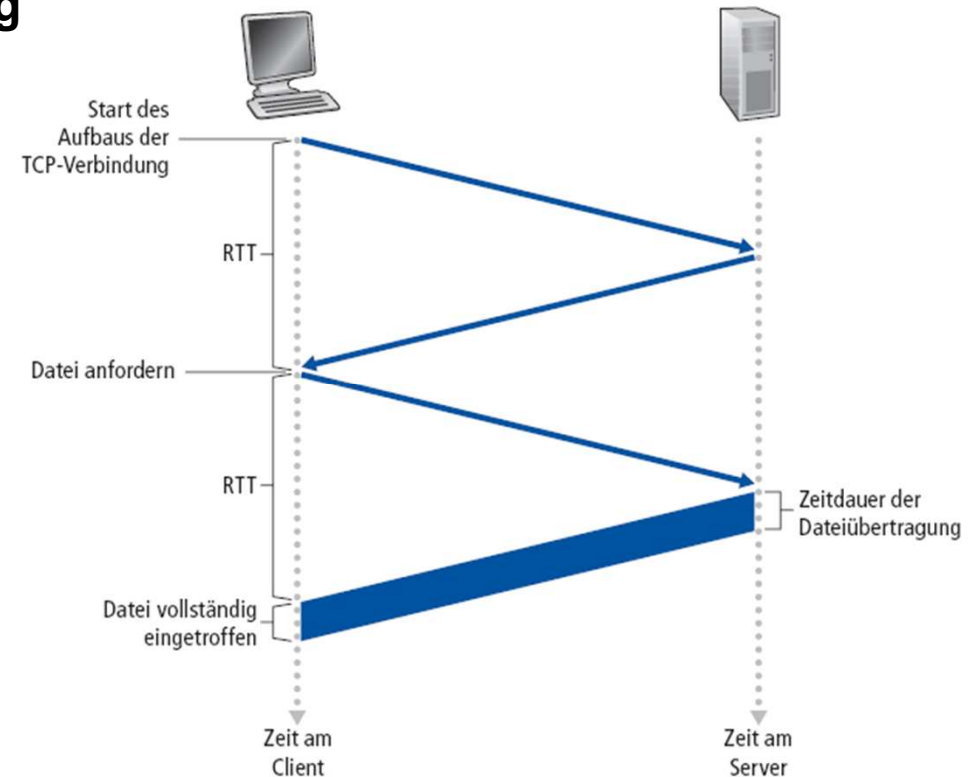 g
Start des
Aufbaus der
TCP-Verbindung
RTT
Datei anfordern
RTT
Zeitdauer der
Dateiübertragung
Datei vollständig
eingetroffen
Zeit am
Client
Zeit am
Server